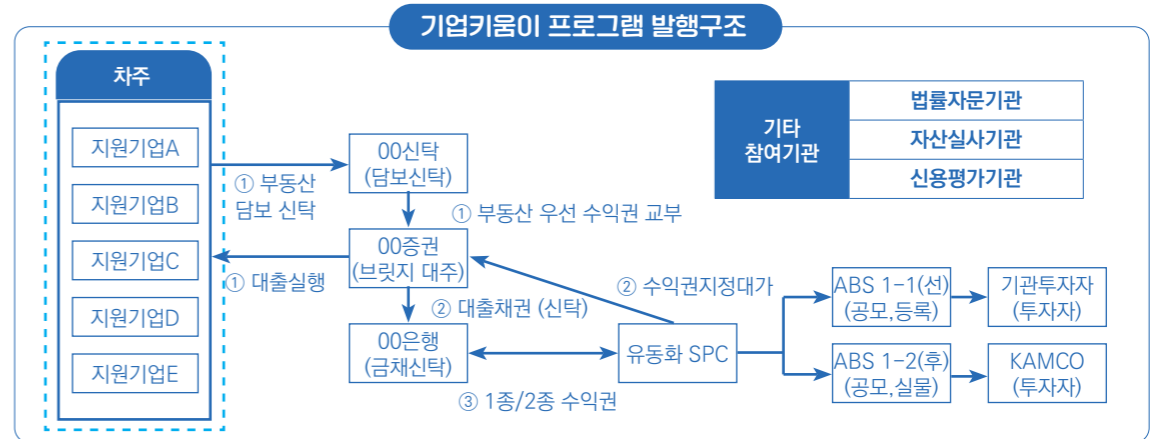 기업키움이 프로그램 발행구조
차주
지원기업A
지원기업B
지원기업C
지원기업D
지원기업E
① 부동산
담보 신탁
00신탁
(담보신탁)
① 부동산 우선 수익권 교부
① 대출실행
00증권
(브릿지 대주)
② 대출채권 (신탁)
② 수익권지정대가
00은행
(금채신탁)
③ 1종/2종 수익권
유동화 SPC
기타
참여기관
법률자문기관
자산실사기관
신용평가기관
ABS 1-1(선)
(공모,등록)
기관투자자
(투자자)
ABS 1-2(후)
(공모,실물)
KAMCO
(투자자)